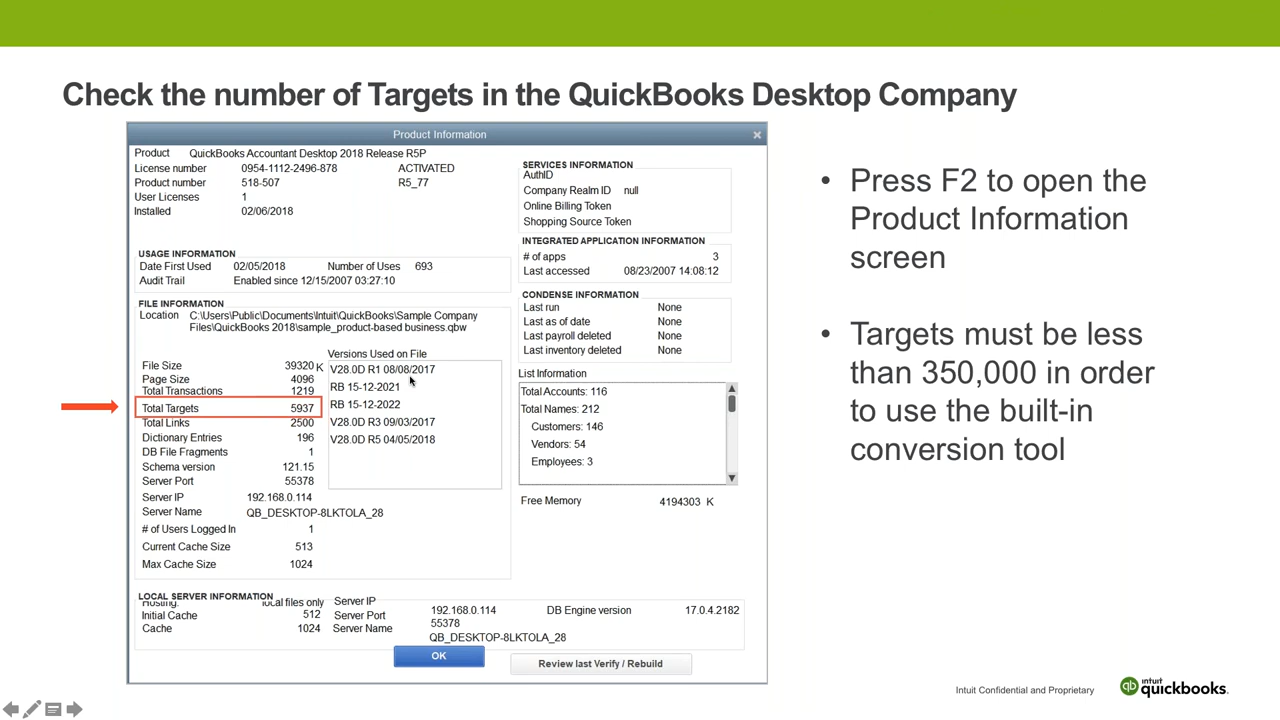 Check the number of Targets in the QuickBooks Desktop Company
Product Information
Product QuickBooks Accountant Desktop 2018 Release R5P
License number 0954-1112-2496-878 ACTIVATED
Product number 518-507 R5_77
User Licenses 1
Installed 02/06/2018
USAGE INFORMATION
Date First Used 02/05/2018 Number of Uses 693
Audit Trail Enabled since 12/15/2007 03:27:10
FILE INFORMATION
Location C:\Users\Public\Documents\Intuit\QuickBooks\Sample Company
Files\QuickBooks 2018\sample_product-based business.qbw
Versions Used on File
File Size 39320 K
Page Size 4096
Total Transactions 1219
Total Targets 5937
Total Links 2500
Dictionary Entries 196
DB File Fragments 1
Schema version 121.15
Server Port 55378
Server IP 192.168.0.114
Server Name QB_DESKTOP-8LKTOLA_28
# of Users Logged In 1
Current Cache Size 513
Max Cache Size 1024
V28.0D R1 08/08/2017
RB 15-12-2021
RB 15-12-2022
V28.0D R3 09/03/2017
V28.0D R5 04/05/2018
SERVICES INFORMATION
AuthID
Company Realm ID null
Online Billing Token
Shopping Source Token
INTEGRATED APPLICATION INFORMATION
# of apps 3
Last accessed 08/23/2007 14:08:12
CONDENSE INFORMATION
Last run None
Last as of date None
Last payroll deleted None
Last inventory deleted None
List Information
Total Accounts: 116
Total Names: 212
Customers: 146
Vendors: 54
Employees: 3
Free Memory 4194303 K
LOCAL SERVER INFORMATION
Hosting: local files only
Initial Cache 512
Cache 1024
Server IP 192.168.0.114
Server Port 55378
Server Name QB_DESKTOP-8LKTOLA_28
DB Engine version 17.0.4.2182
OK
Review last Verify / Rebuild
• Press F2 to open the
Product Information
screen
• Targets must be less
than 350,000 in order
to use the built-in
conversion tool
Intuit Confidential and Proprietary
qb intuit quickbooks.